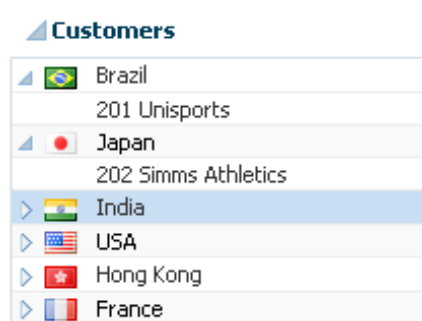 Customers
Brazil
201 Unisports
Japan
202 Simms Athletics
India
USA
Hong Kong
France